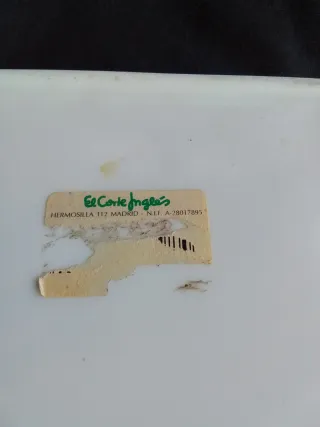 El Corte Inglés
HERMOSILLA 112 MADRID - N.I.F. A-28017895